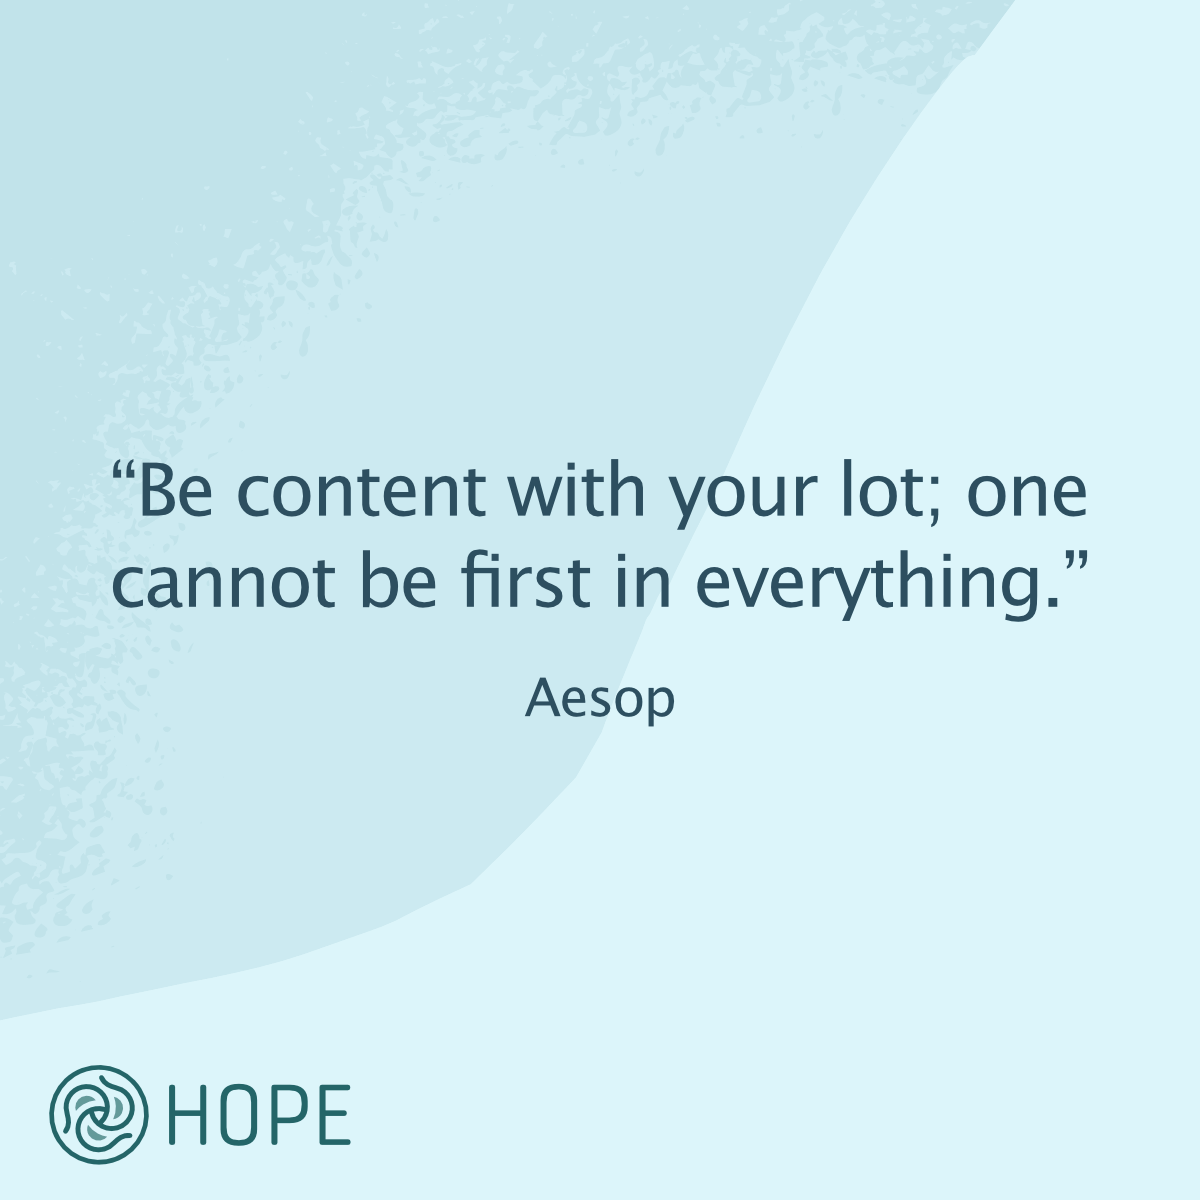 “Be content with your lot; one
cannot be first in everything.”
Aesop
HOPE